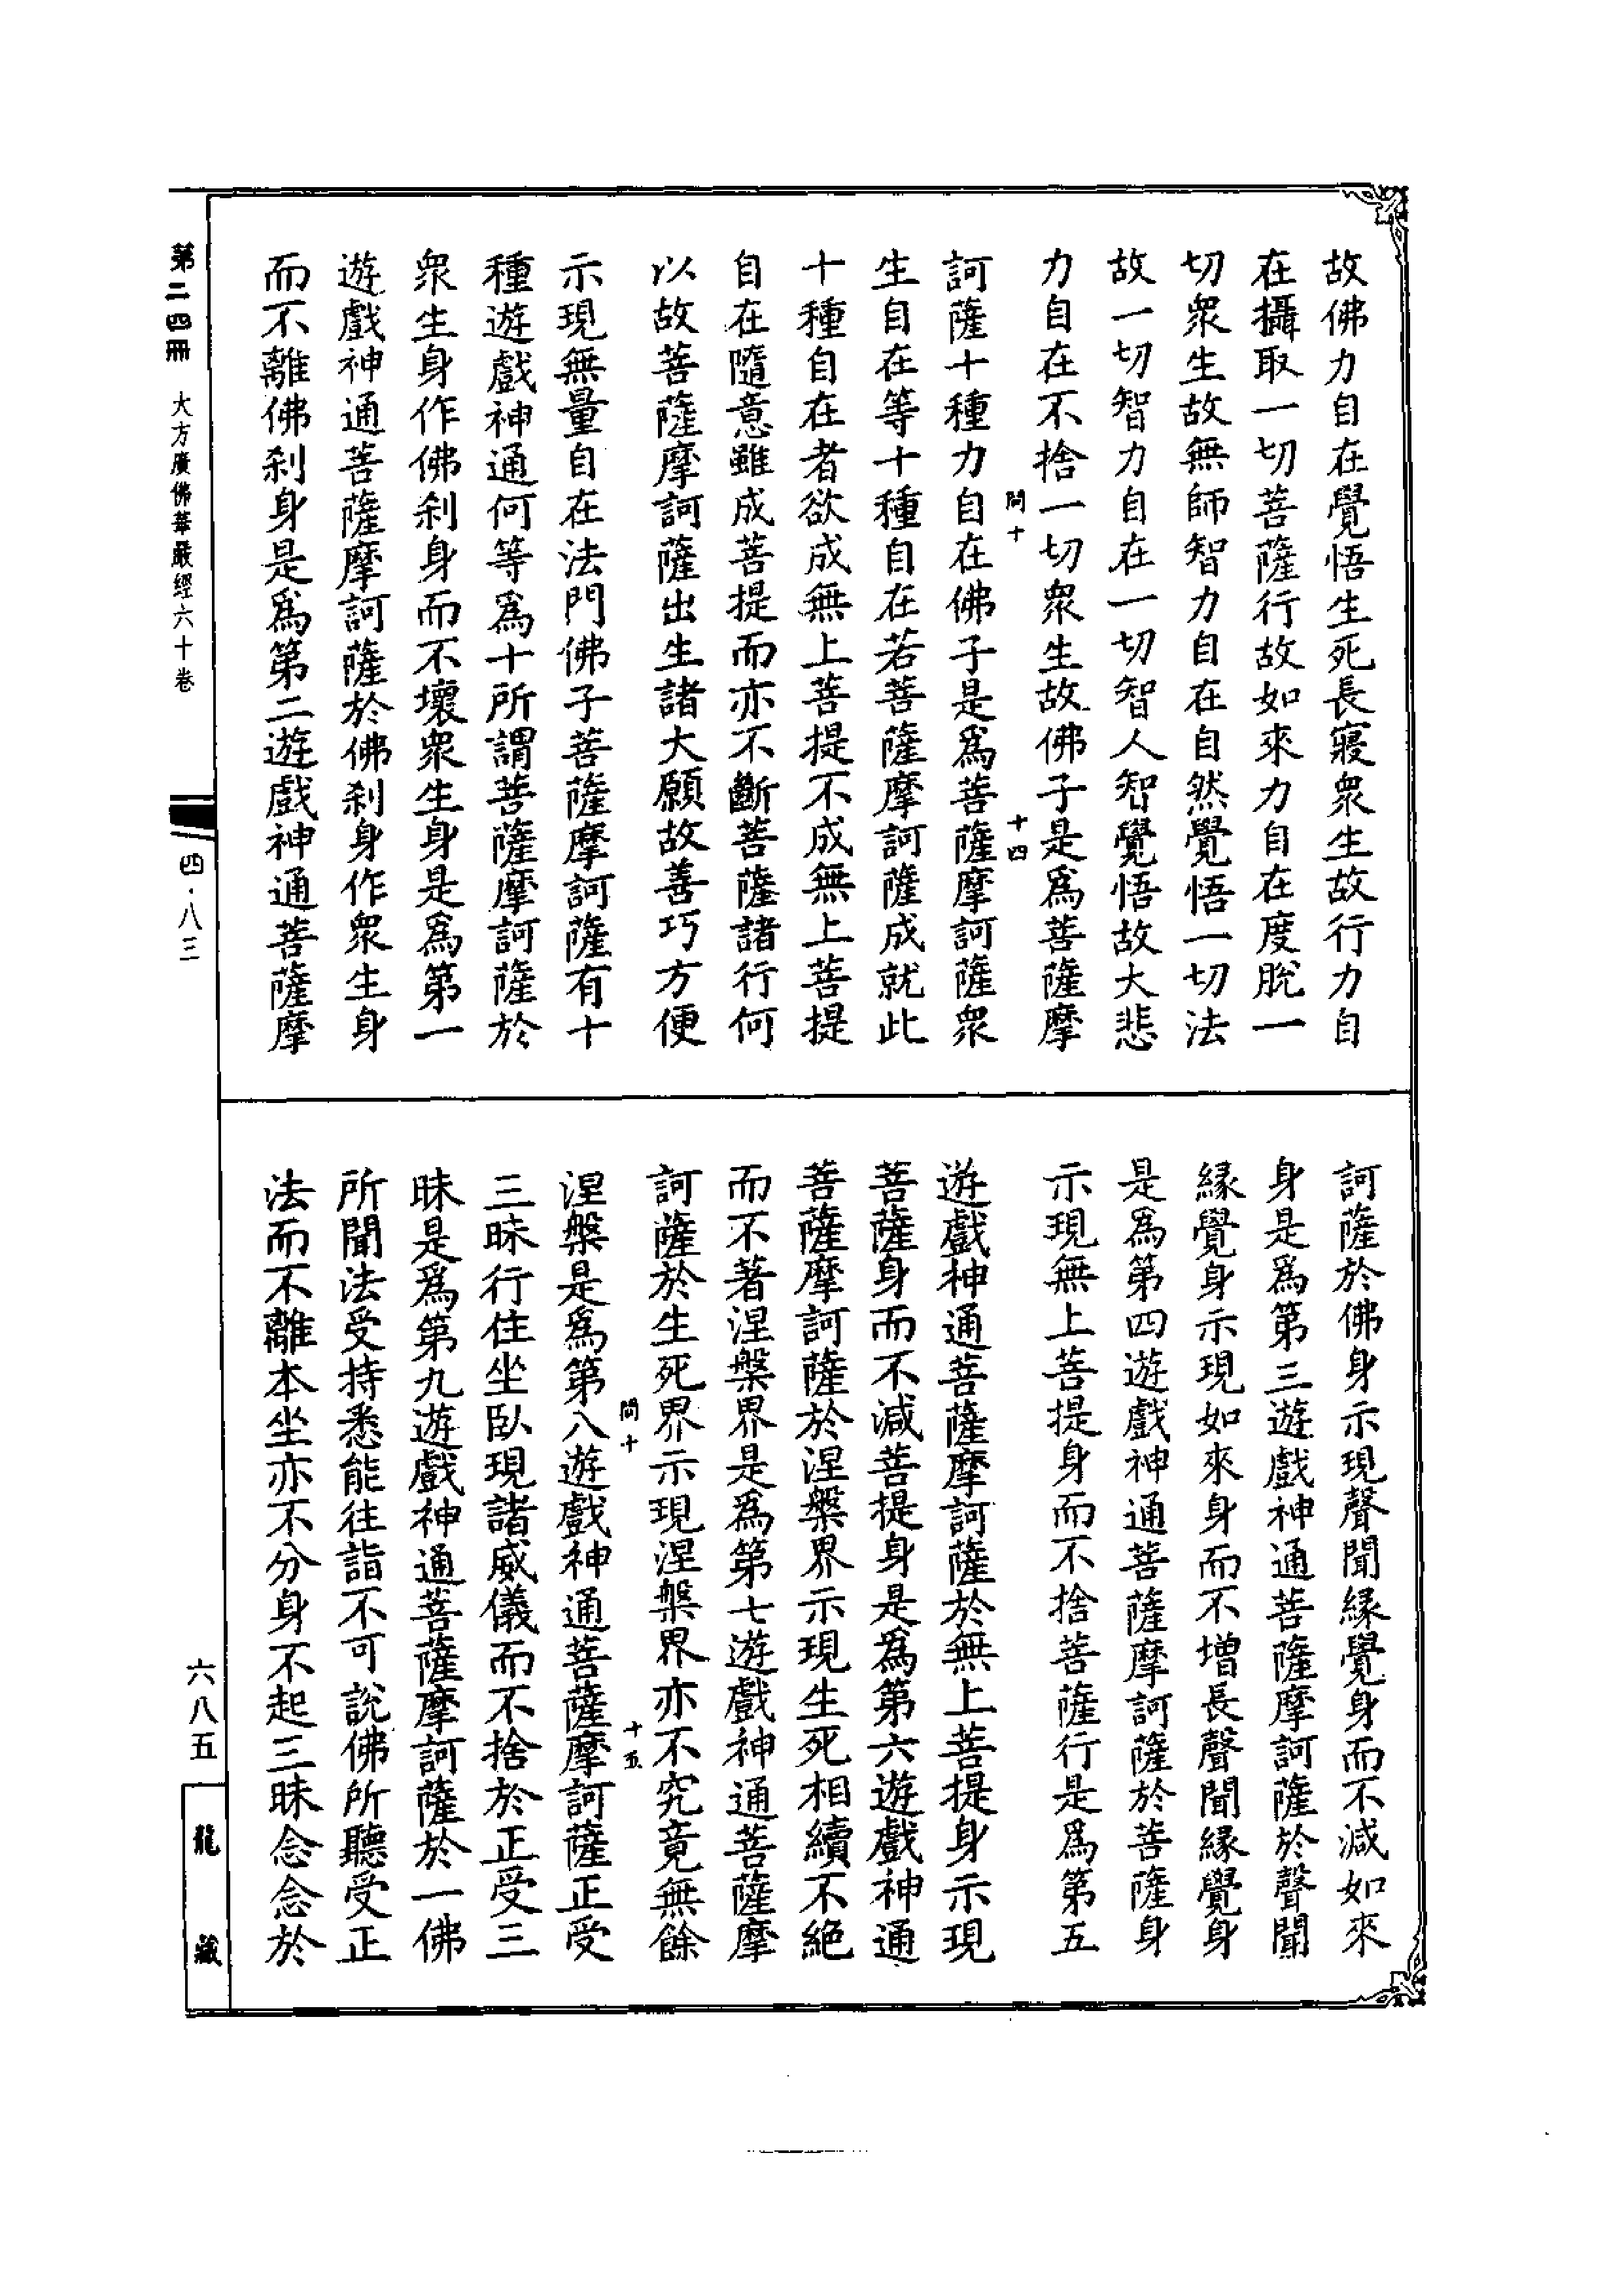 故佛力自在覺悟生死長寢衆生故行力自
在攝取一切菩薩行故如來力自在度脫一
切衆生故無師智力自在自然覺悟一切法
故一切智力自在一切智人智覺悟故大悲
力自在不捨一切衆生故佛子是爲菩薩摩
問十
十四
訶薩十種力自在佛子是爲菩薩摩訶薩衆
生自在等十種自在若菩薩摩訶薩成就此
十種自在者欲成無上菩提不成無上菩提
自在隨意雖成菩提而亦不斷菩薩諸行何
以故菩薩摩訶薩出生諸大願故善巧方便
示現無量自在法門佛子菩薩摩訶薩有十
種遊戲神通何等爲十所謂菩薩摩訶薩於
衆生身作佛刹身而不壞衆生身是爲第一
遊戲神通菩薩摩訶薩於佛刹身作衆生身
而不離佛刹身是爲第二遊戲神通菩薩摩
訶薩於佛身示現聲聞緣覺身而不減如來
身是爲第三遊戲神通菩薩摩訶薩於聲聞
緣覺身示現如來身而不增長聲聞緣覺身
是爲第四遊戲神通菩薩摩訶薩於菩薩身
示現無上菩提身而不捨菩薩行是爲第五
遊戲神通菩薩摩訶薩於無上菩提身示現
菩薩身而不減菩提身是爲第六遊戲神通
菩薩摩訶薩於涅槃界示現生死相續不絶
而不著涅槃界是爲第七遊戲神通菩薩摩
訶薩於生死界示現涅槃界亦不究竟無餘
問十
十五
涅槃是爲第八遊戲神通菩薩摩訶薩正受
三昧行住坐臥現諸威儀而不捨於正受三
昧是爲第九遊戲神通菩薩摩訶薩於一佛
所聞法受持悉能往詣不可說佛所聽受正
法而不離本坐亦不分身不起三昧念念於
第二四冊 大方廣佛華嚴經六十卷
四·八三
六八五
龍藏